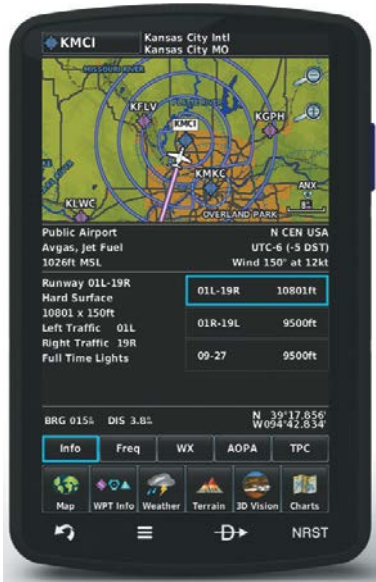 KMCI
Kansas City Intl
Kansas City MO
MISSOURI RIVER
KFLV
KGPH
KMCI
KMKC
KLWC
ANX
OVERLAND PARK
Public Airport
N CEN USA
Avgas, Jet Fuel
UTC-6 (-5 DST)
1026ft MSL
Wind 150° at 12kt
Runway 01L-19R
Hard Surface
10801 x 150ft
Left Traffic 01L
Right Traffic 19R
Full Time Lights
01L-19R 10801ft
01R-19L 9500ft
09-27 9500ft
BRG 015°
DIS 3.8
N 39°17.856'
W094°42.834'
Info
Freq
WX
AOPA
TPC
Map
WPT Info
Weather
Terrain
3D Vision
Charts
NRST